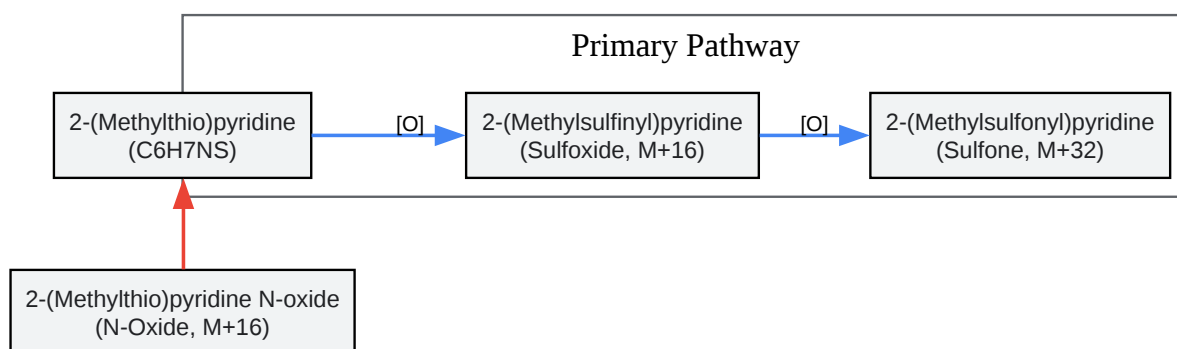 Primary Pathway
2-(Methylthio)pyridine
(C6H7NS)
[O]
2-(Methylsulfinyl)pyridine
(Sulfoxide, M+16)
[O]
2-(Methylsulfonyl)pyridine
(Sulfone, M+32)
2-(Methylthio)pyridine N-oxide
(N-Oxide, M+16)